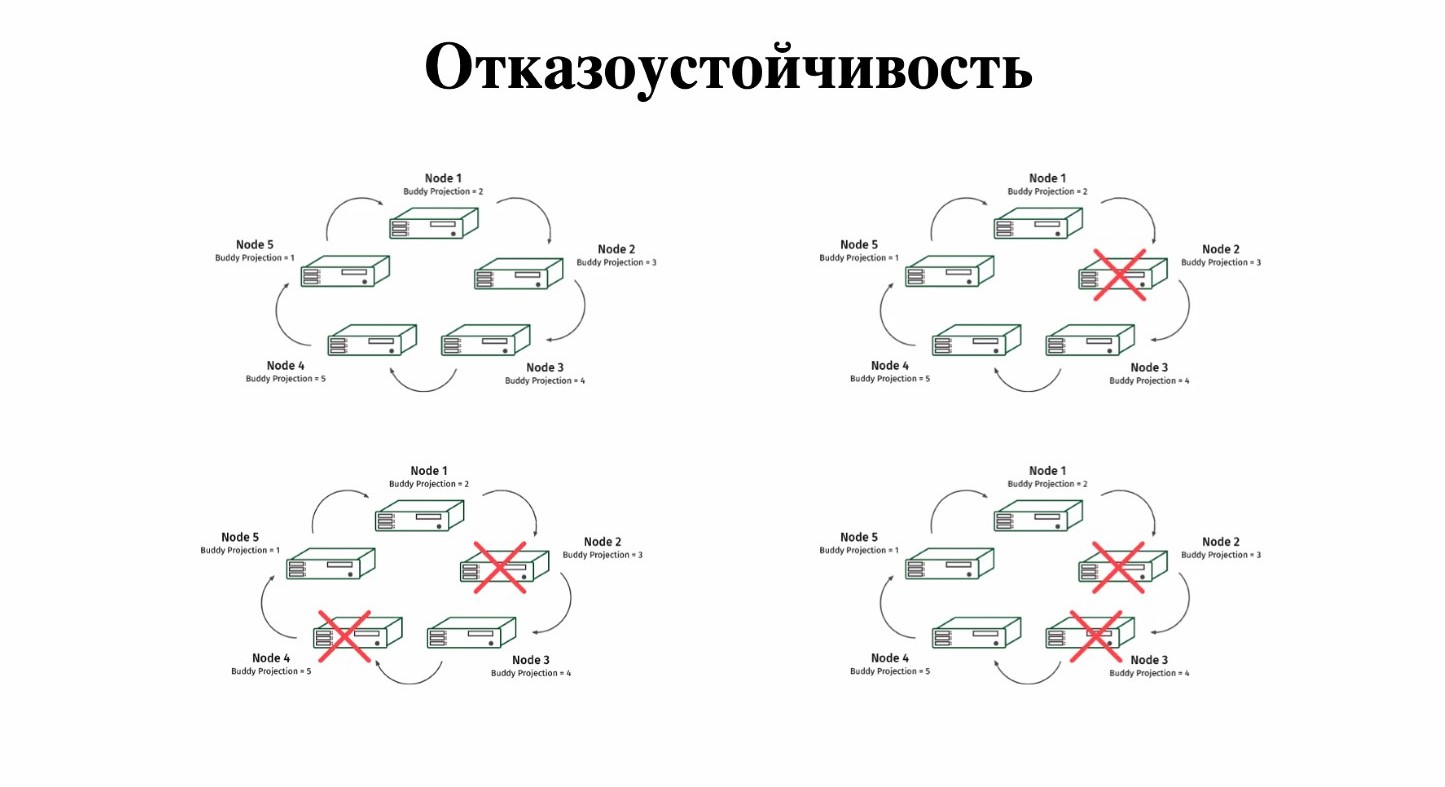 Отказоустойчивость
Node 1
Buddy Projection = 2
Node 5
Buddy Projection = 1
Node 2
Buddy Projection = 3
Node 4
Buddy Projection = 5
Node 3
Buddy Projection = 4
Node 1
Buddy Projection = 2
Node 5
Buddy Projection = 1
Node 2
Buddy Projection = 3
Node 4
Buddy Projection = 5
Node 3
Buddy Projection = 4
Node 1
Buddy Projection = 2
Node 5
Buddy Projection = 1
Node 2
Buddy Projection = 3
Node 4
Buddy Projection = 5
Node 3
Buddy Projection = 4
Node 1
Buddy Projection = 2
Node 5
Buddy Projection = 1
Node 2
Buddy Projection = 3
Node 4
Buddy Projection = 5
Node 3
Buddy Projection = 4